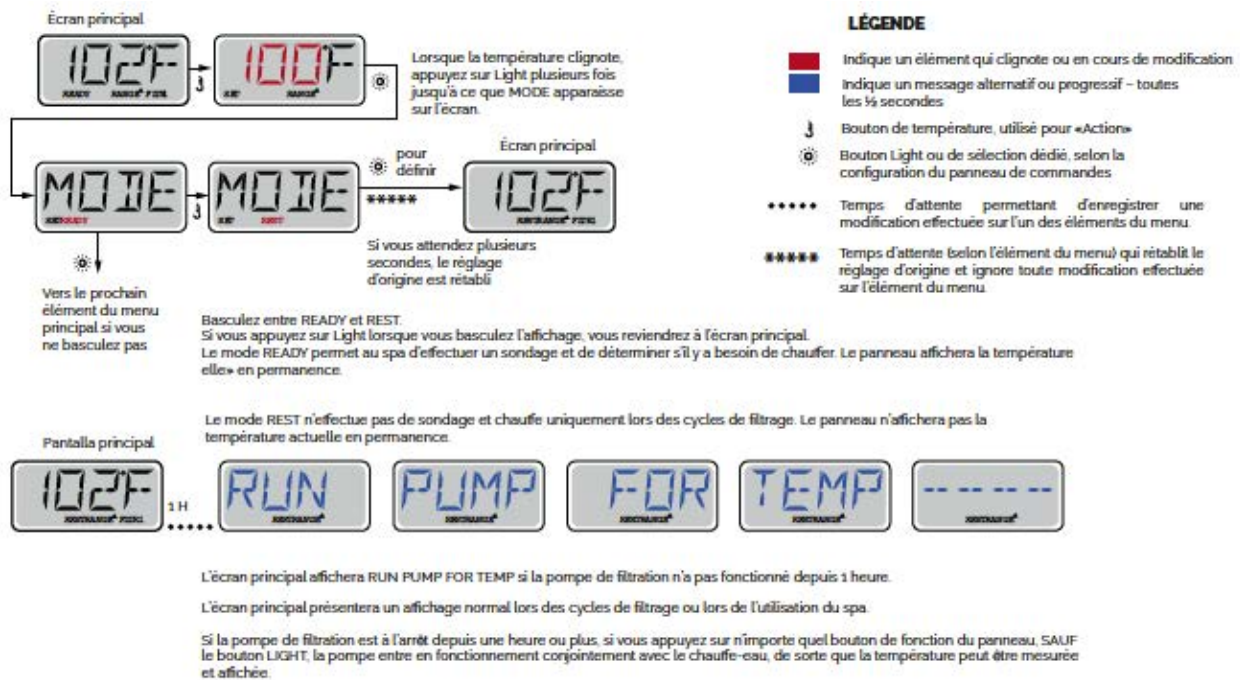 Écran principal
102°F
READY RANGE FILTR1
100°F
SET RANGE
Lorsque la température clignote,
appuyez sur Light plusieurs fois
jusqu'à ce que MODE apparaisse
sur l'écran.
MODE
SET READY
MODE
SET REST
pour
définir
*****
Écran principal
102°F
Si vous attendez plusieurs
secondes, le réglage
d'origine est rétabli
Vers le prochain
élément du menu
principal si vous
ne basculez pas
LÉGENDE
Indique un élément qui clignote ou en cours de modification
Indique un message alternatif ou progressif – toutes
les ½ secondes
Bouton de température, utilisé pour «Action»
Bouton Light ou de sélection dédié, selon la
configuration du panneau de commandes
••••• Temps d'attente permettant d'enregistrer une
modification effectuée sur l'un des éléments du menu.
***** Temps d'attente (selon l'élément du menu) qui rétablit le
réglage d'origine et ignore toute modification effectuée
sur l'élément du menu.
Basculez entre READY et REST.
Si vous appuyez sur Light lorsque vous basculez l'affichage, vous reviendrez à l'écran principal.
Le mode READY permet au spa d'effectuer un sondage et de déterminer s'il y a besoin de chauffer. Le panneau affichera la température
elle» en permanence.
Le mode REST n'effectue pas de sondage et chauffe uniquement lors des cycles de filtrage. Le panneau n'affichera pas la
température actuelle en permanence.
Pantalla principal
102°F
1 H
•••••
RUN
PUMP
FOR
TEMP
-- -- -- --
L'écran principal affichera RUN PUMP FOR TEMP si la pompe de filtration n'a pas fonctionné depuis 1 heure.
L'écran principal présentera un affichage normal lors des cycles de filtrage ou lors de l'utilisation du spa.
Si la pompe de filtration est à l'arrêt depuis une heure ou plus, si vous appuyez sur n'importe quel bouton de fonction du panneau, SAUF
le bouton LIGHT, la pompe entre en fonctionnement conjointement avec le chauffe-eau, de sorte que la température peut être mesurée
et affichée.